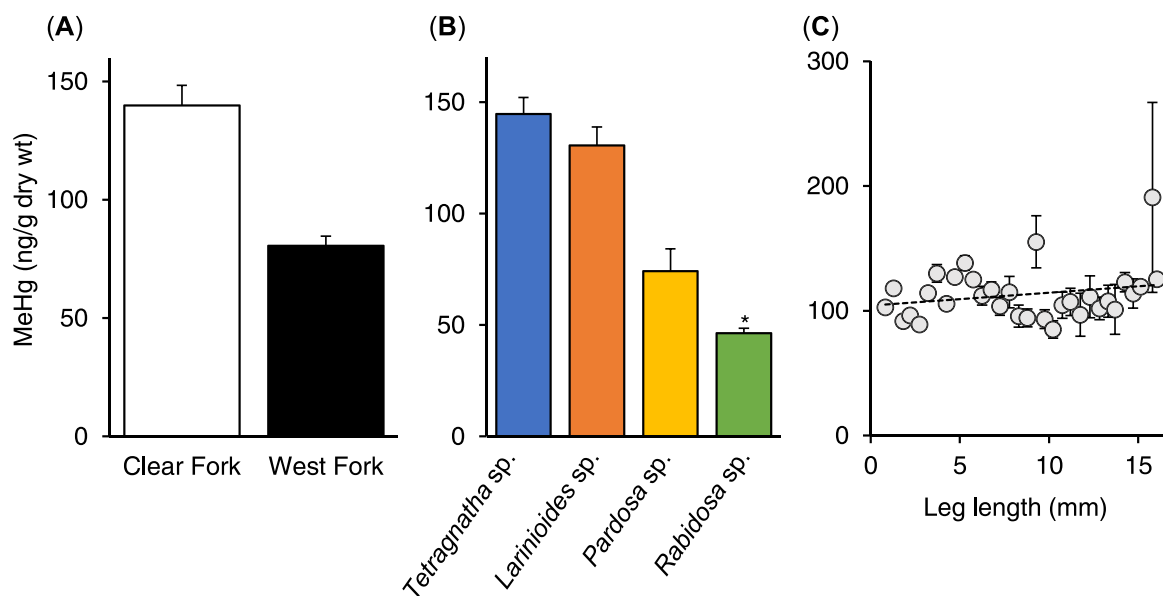 (A)
MeHg (ng/g dry wt)
150
100
50
0
Clear Fork
West Fork
(B)
150
100
50
0
*
Tetragnatha sp.
Larinioides sp.
Pardosa sp.
Rabidosa sp.
(C)
300
200
100
0
0
5
10
15
Leg length (mm)